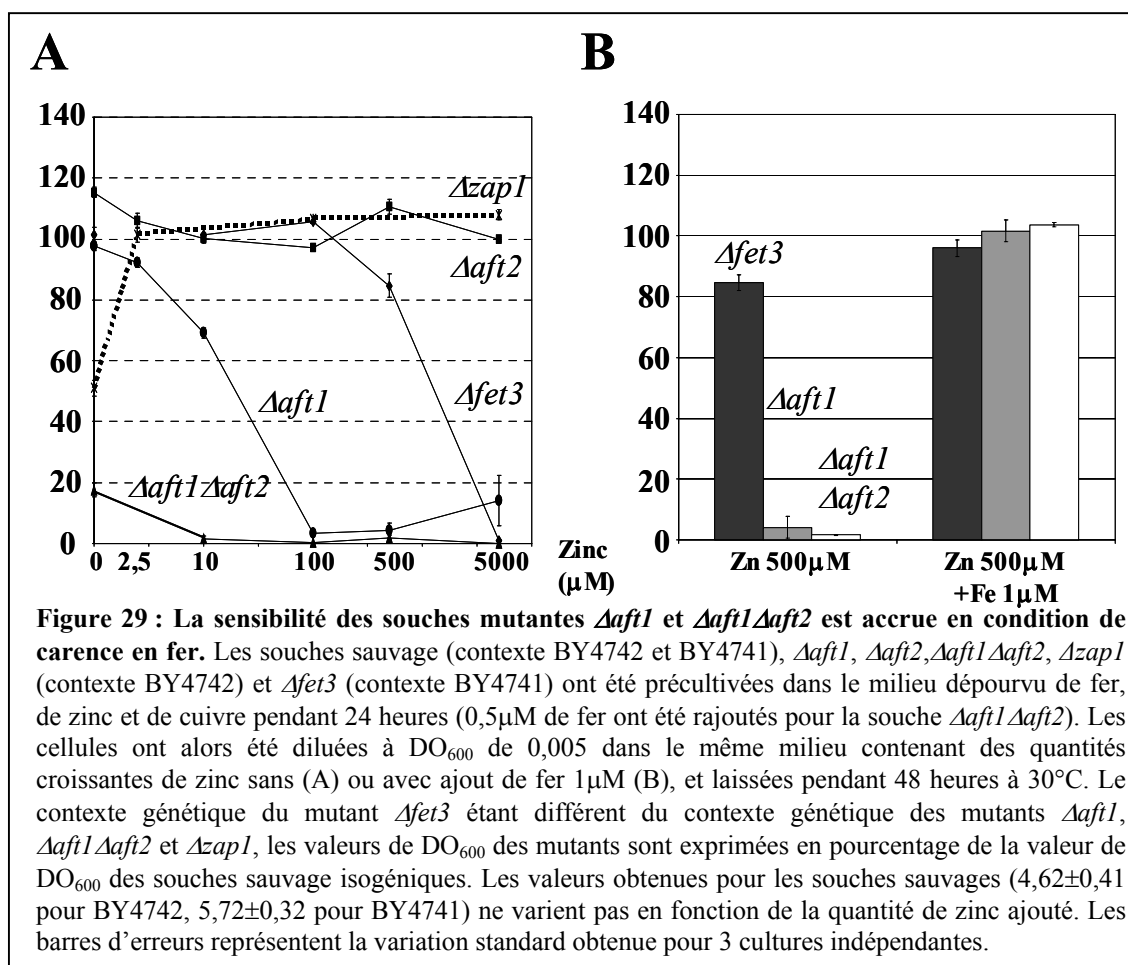 A
B
140
120
100
80
60
40
20
0
Δzap1
Δaft2
Δaft1
Δfet3
Δaft1Δaft2
0 2,5 10 100 500 5000
Zinc
(µM)
140
120
100
80
60
40
20
0
Δfet3
Δaft1
Δaft1
Δaft2
Zn 500µM
Zn 500µM
+Fe 1µM
Figure 29 : La sensibilité des souches mutantes Δaft1 et Δaft1Δaft2 est accrue en condition de
carence en fer. Les souches sauvage (contexte BY4742 et BY4741), Δaft1, Δaft2,Δaft1Δaft2, Δzap1
(contexte BY4742) et Δfet3 (contexte BY4741) ont été précultivées dans le milieu dépourvu de fer,
de zinc et de cuivre pendant 24 heures (0,5µM de fer ont été rajoutés pour la souche Δaft1Δaft2). Les
cellules ont alors été diluées à DO600 de 0,005 dans le même milieu contenant des quantités
croissantes de zinc sans (A) ou avec ajout de fer 1µM (B), et laissées pendant 48 heures à 30°C. Le
contexte génétique du mutant Δfet3 étant différent du contexte génétique des mutants Δaft1,
Δaft1Δaft2 et Δzap1, les valeurs de DO600 des mutants sont exprimées en pourcentage de la valeur de
DO600 des souches sauvage isogéniques. Les valeurs obtenues pour les souches sauvages (4,62±0,41
pour BY4742, 5,72±0,32 pour BY4741) ne varient pas en fonction de la quantité de zinc ajouté. Les
barres d'erreurs représentent la variation standard obtenue pour 3 cultures indépendantes.